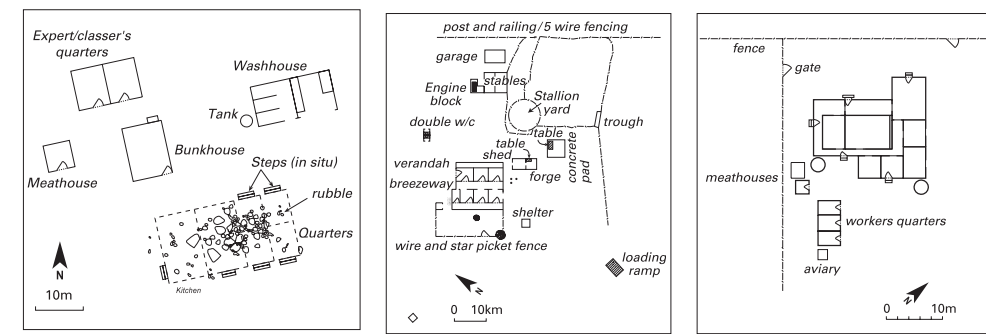 Expert/classer's
quarters
Washhouse
Tank
Bunkhouse
Meathouse
Steps (in situ)
rubble
Quarters
Kitchen
N
10m
post and railing/5 wire fencing
garage
stables
Engine
block
Stallion
yard
double w/c
trough
table
table
shed
concrete
pad
verandah
forge
breezeway
shelter
wire and star picket fence
loading
ramp
N
0 10km
fence
gate
meathouses
workers quarters
aviary
N
0 10m